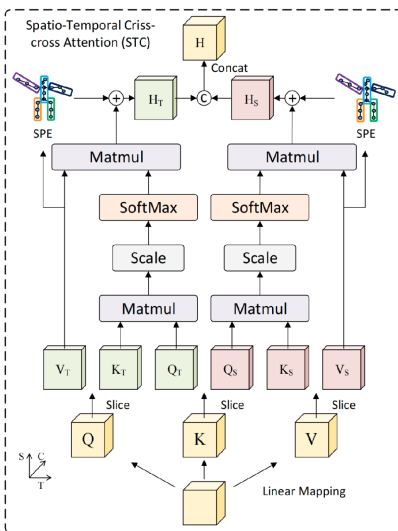 Spatio-Temporal Criss-
cross Attention (STC)
H
Concat
H_T
C
H_S
SPE
SPE
Matmul
Matmul
SoftMax
SoftMax
Scale
Scale
Matmul
Matmul
V_T
K_T
Q_T
Q_S
K_S
V_S
Slice
Slice
Slice
Q
K
V
S
C
T
Linear Mapping